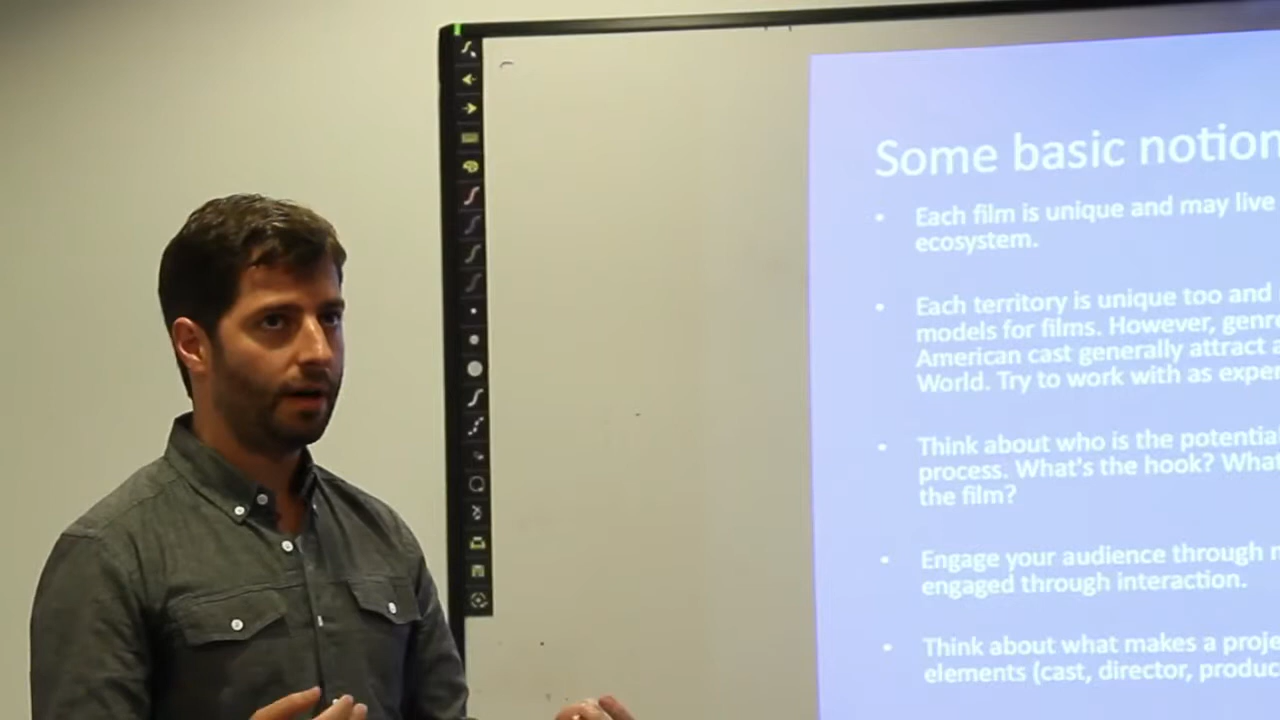 Some basic notion
• Each film is unique and may live
ecosystem.
• Each territory is unique too and
models for films. However, genre
American cast generally attract a
World. Try to work with as exper
• Think about who is the potential
process. What's the hook? What
the film?
• Engage your audience through
engaged through interaction.
• Think about what makes a proje
elements (cast, director, produc